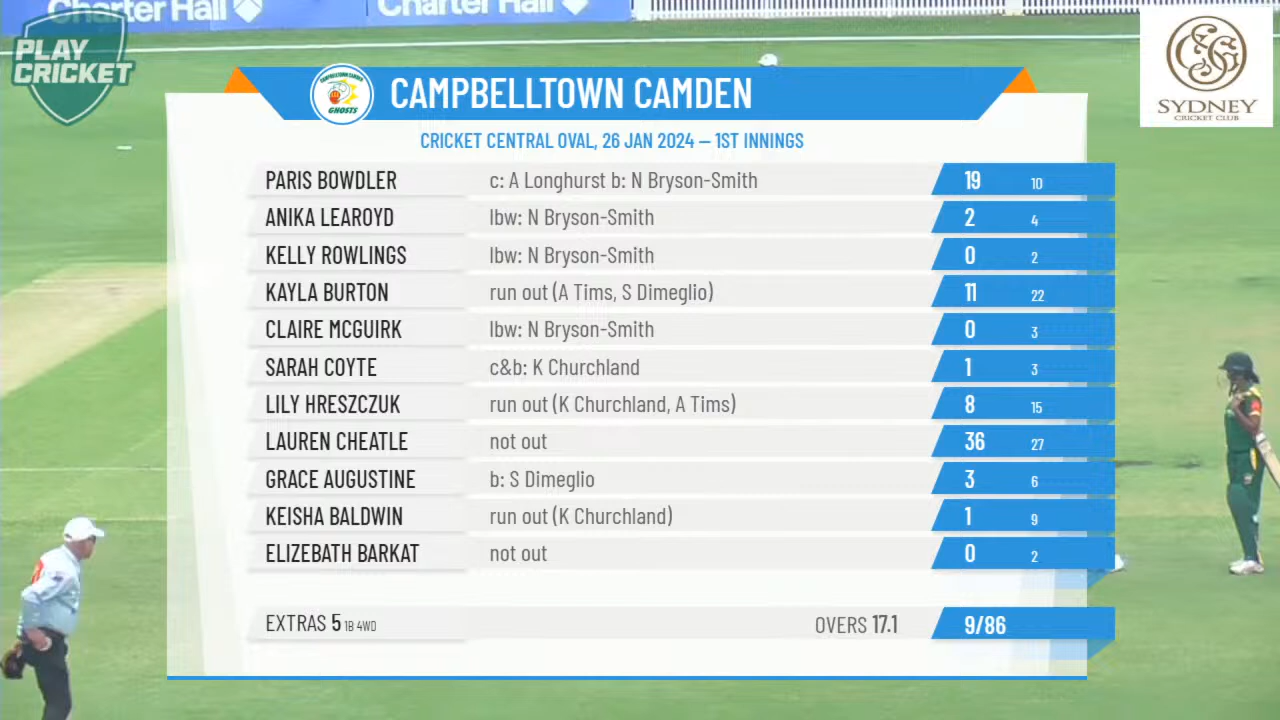 Charter Hall
Charter Hall
PLAY
CRICKET
SYDNEY
CRICKET CLUB
CAMPBELLTOWN CAMDEN
GHOSTS
CAMPBELLTOWN CAMDEN
CRICKET CENTRAL OVAL, 26 JAN 2024 – 1ST INNINGS
PARIS BOWDLER c: A Longhurst b: N Bryson-Smith 19 10
ANIKA LEAROYD lbw: N Bryson-Smith 2 4
KELLY ROWLINGS lbw: N Bryson-Smith 0 2
KAYLA BURTON run out (A Tims, S Dimeglio) 11 22
CLAIRE MCGUIRK lbw: N Bryson-Smith 0 3
SARAH COYTE c&b: K Churchland 1 3
LILY HRESZCZUK run out (K Churchland, A Tims) 8 15
LAUREN CHEATLE not out 36 27
GRACE AUGUSTINE b: S Dimeglio 3 6
KEISHA BALDWIN run out (K Churchland) 1 9
ELIZEBATH BARKAT not out 0 2
EXTRAS 5 1B 4WD OVERS 17.1 9/86